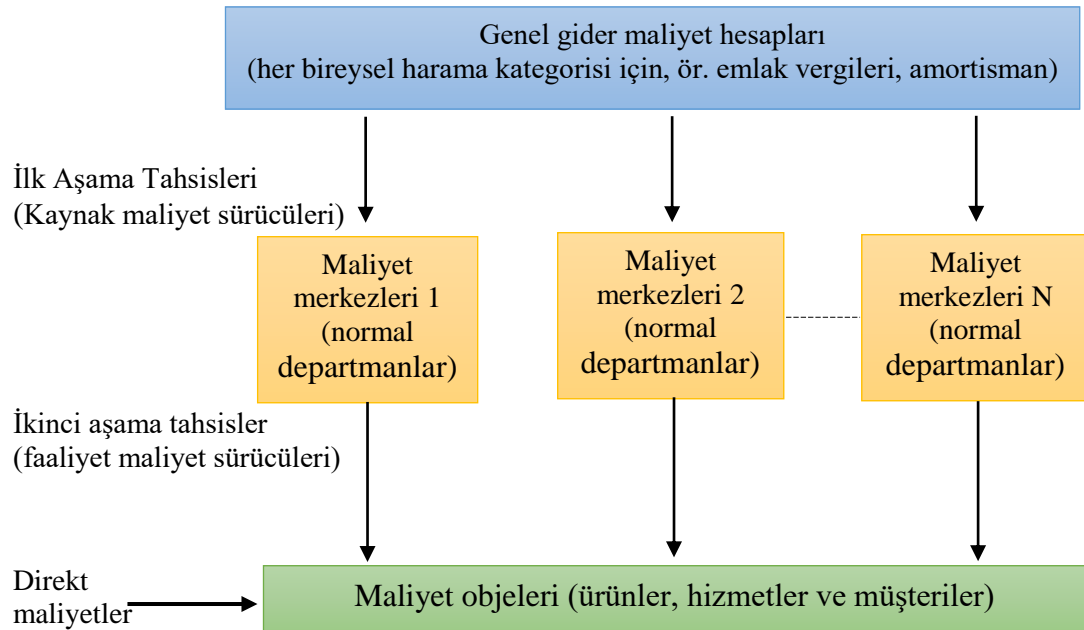 Genel gider maliyet hesapları
(her bireysel harama kategorisi için, ör. emlak vergileri, amortisman)
İlk Aşama Tahsisleri
(Kaynak maliyet sürücüleri)
Maliyet
merkezleri 1
(normal
departmanlar)
Maliyet
merkezleri 2
(normal
departmanlar)
Maliyet
merkezleri N
(normal
departmanlar)
İkinci aşama tahsisler
(faaliyet maliyet sürücüleri)
Direkt
maliyetler
Maliyet objeleri (ürünler, hizmetler ve müşteriler)